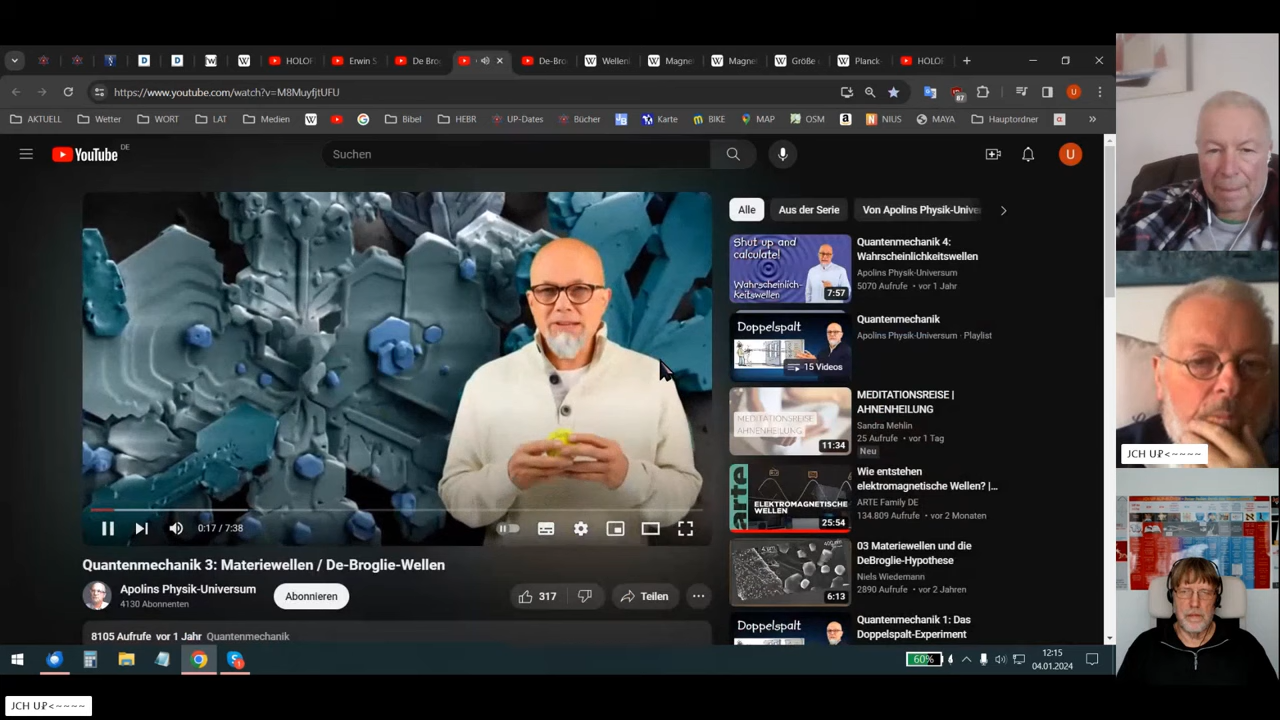 HOLOF
Erwin S
De Brog
De-Bro
Welleni
Magne
Magne
Größe
Planck-
HOLOF
https://www.youtube.com/watch?v=M8MuyfjtUFU
87
U
AKTUELL
Wetter
WORT
LAT
Medien
Bibel
HEBR
UP-Dates
Bücher
Karte
BIKE
MAP
OSM
NIUS
MAYA
Hauptordner
YouTube DE
Suchen
U
Alle
Aus der Serie
Von Apolins Physik-Unive
Shut up and
calculate!
Wahrscheinlich-
keitswellen
7:57
Quantenmechanik 4:
Wahrscheinlichkeitswellen
Apolins Physik-Universum
5070 Aufrufe • vor 1 Jahr
Doppelspalt
15 Videos
Quantenmechanik
Apolins Physik-Universum · Playlist
MEDITATIONSREISE
AHNENHEILUNG
11:34
MEDITATIONSREISE |
AHNENHEILUNG
Sandra Mehlin
25 Aufrufe • vor 1 Tag
Neu
arte
ELEKTROMAGNETISCHE
WELLEN
25:54
Wie entstehen
elektromagnetische Wellen? |...
ARTE Family DE
134.809 Aufrufe • vor 2 Monaten
6:13
03 Materiewellen und die
DeBroglie-Hypothese
Niels Wiedemann
2890 Aufrufe • vor 2 Jahren
Doppelspalt
Quantenmechanik 1: Das
Doppelspalt-Experiment
0:17 / 7:38
Quantenmechanik 3: Materiewellen / De-Broglie-Wellen
Apolins Physik-Universum
4130 Abonnenten
Abonnieren
317
Teilen
8105 Aufrufe vor 1 Jahr Quantenmechanik
60%
12:15
04.01.2024
JCH U₽<~~~~
JCH U₽<~~~~